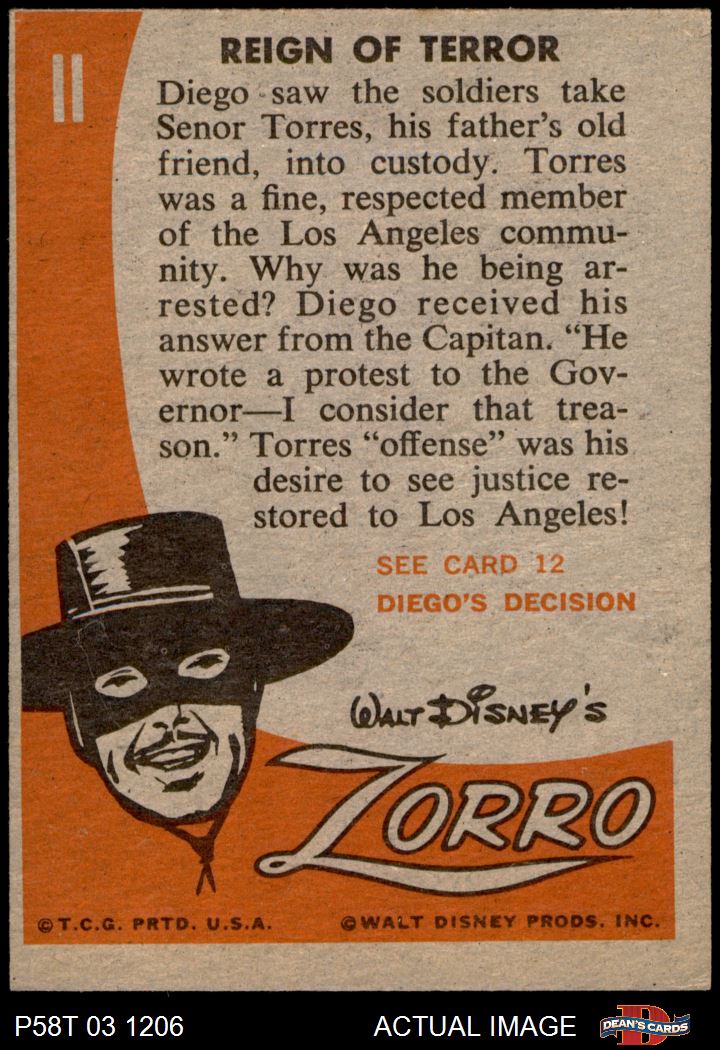 11
REIGN OF TERROR
Diego saw the soldiers take
Senor Torres, his father's old
friend, into custody. Torres
was a fine, respected member
of the Los Angeles commu-
nity. Why was he being ar-
rested? Diego received his
answer from the Capitan. “He
wrote a protest to the Gov-
ernor—I consider that trea-
son.” Torres “offense” was his
desire to see justice re-
stored to Los Angeles!
SEE CARD 12
DIEGO'S DECISION
WALT DISNEY'S
ZORRO
©T.C.G. PRTD. U.S.A.
©WALT DISNEY PRODS. INC.
P58T 03 1206
ACTUAL IMAGE
D
DEAN'S CARDS